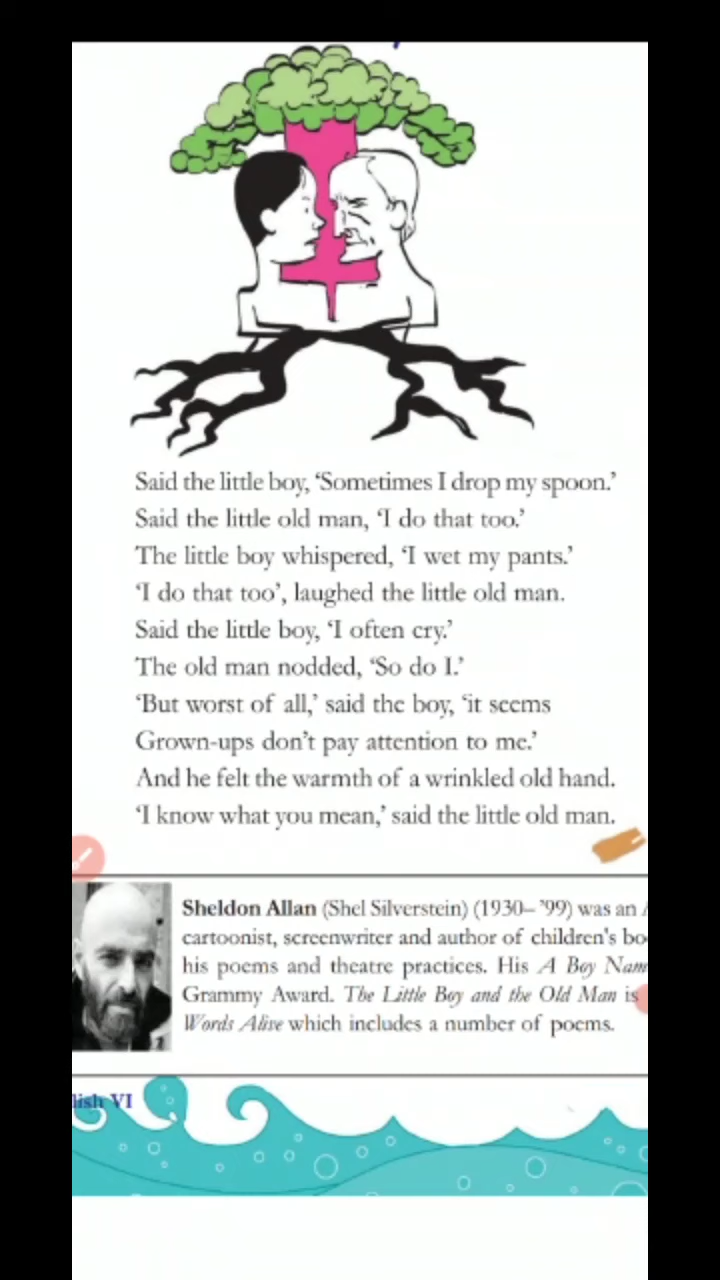 Said the little boy, ‘Sometimes I drop my spoon.’
Said the little old man, ‘I do that too.’
The little boy whispered, ‘I wet my pants.’
‘I do that too’, laughed the little old man.
Said the little boy, ‘I often cry.’
The old man nodded, ‘So do I.’
‘But worst of all,’ said the boy, ‘it seems
Grown-ups don’t pay attention to me.’
And he felt the warmth of a wrinkled old hand.
‘I know what you mean,’ said the little old man.
Sheldon Allan (Shel Silverstein) (1930– ’99) was an
cartoonist, screenwriter and author of children's bo
his poems and theatre practices. His A Boy Nam
Grammy Award. The Little Boy and the Old Man is
Words Alive which includes a number of poems.
lish VI